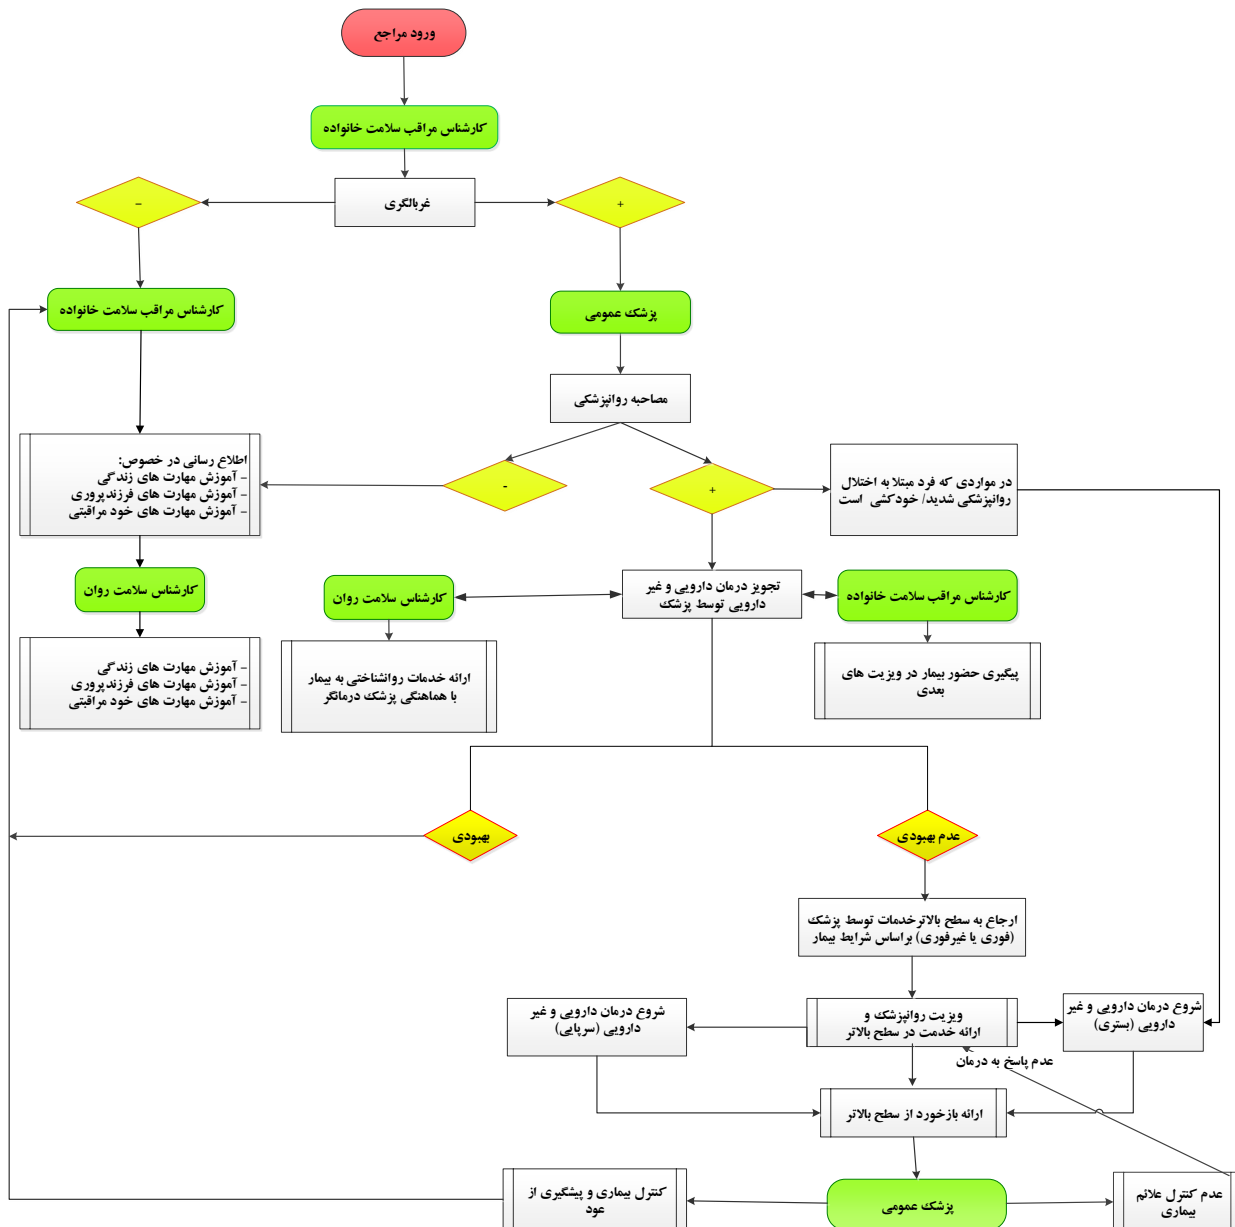 ورود مراجع
کارشناس مراقب سلامت خانواده
غربالگری
+
–
کارشناس مراقب سلامت خانواده
پزشک عمومی
مصاحبه روانپزشکی
در مواردی که فرد مبتلا به اختلال
روانپزشکی شدید/ خودکشی است
+
-
اطلاع رسانی در خصوص:
– آموزش مهارت های زندگی
– آموزش مهارت های فرزندپروری
– آموزش مهارت های خود مراقبتی
کارشناس مراقب سلامت خانواده
تجویز درمان دارویی و غیر
دارویی توسط پزشک
کارشناس سلامت روان
کارشناس سلامت روان
پیگیری حضور بیمار در ویزیت های
بعدی
ارائه خدمات روانشناختی به بیمار
با هماهنگی پزشک درمانگر
– آموزش مهارت های زندگی
– آموزش مهارت های فرزندپروری
– آموزش مهارت های خود مراقبتی
عدم بهبودی
بهبودی
ارجاع به سطح بالاترخدمات توسط پزشک
(فوری یا غیرفوری) براساس شرایط بیمار
شروع درمان دارویی و غیر
دارویی (بستری)
ویزیت روانپزشک و
ارائه خدمت در سطح بالاتر
شروع درمان دارویی و غیر
دارویی (سرپایی)
عدم پاسخ به درمان
ارائه بازخورد از سطح بالاتر
عدم کنترل علائم
بیماری
پزشک عمومی
کنترل بیماری و پیشگیری از
عود